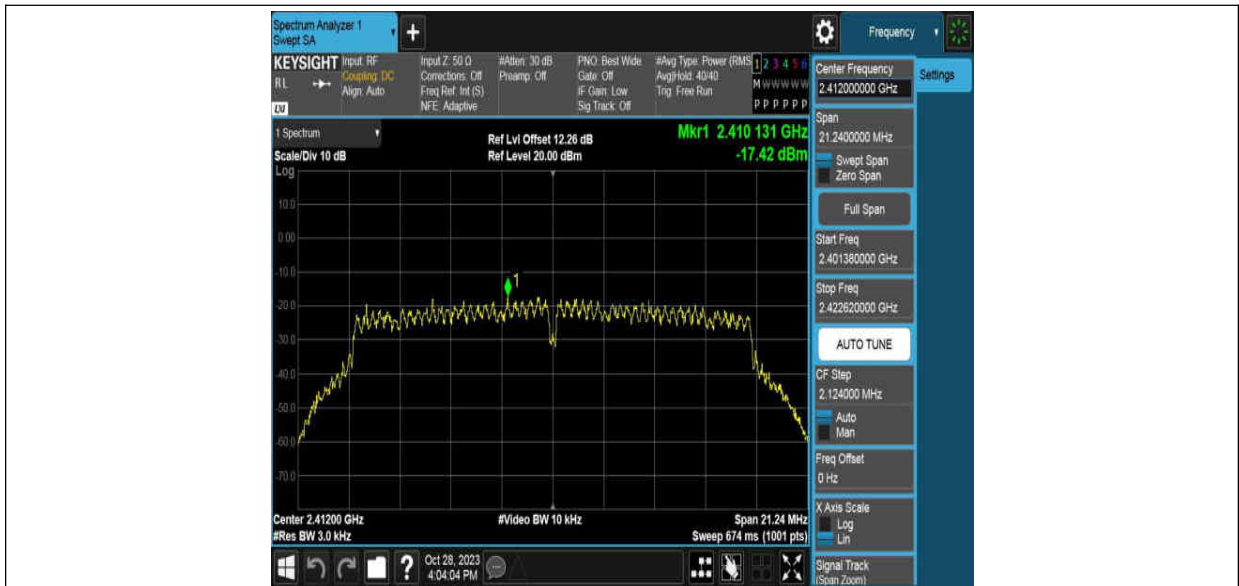 Spectrum Analyzer 1
Swept SA
+
Frequency
KEYSIGHT
RL
LXI
Input: RF
Coupling: DC
Align: Auto
Input Z: 50 Ω
Corrections: Off
Freq Ref: Int (S)
NFE: Adaptive
#Atten: 30 dB
Preamp: Off
PNO: Best Wide
Gate: Off
IF Gain: Low
Sig Track: Off
#Avg Type: Power (RMS
Avg|Hold: 40/40
Trig: Free Run
1 2 3 4 5 6
M W W W W W
P P P P P P
1 Spectrum
Scale/Div 10 dB
Log
Ref Lvl Offset 12.26 dB
Ref Level 20.00 dBm
Mkr1 2.410 131 GHz
-17.42 dBm
10.0
0.00
-10.0
1
-20.0
-30.0
-40.0
-50.0
-60.0
-70.0
Center 2.41200 GHz
#Res BW 3.0 kHz
#Video BW 10 kHz
Span 21.24 MHz
Sweep 674 ms (1001 pts)
?
Oct 28, 2023
4:04:04 PM
Center Frequency
2.412000000 GHz
Settings
Span
21.2400000 MHz
Swept Span
Zero Span
Full Span
Start Freq
2.401380000 GHz
Stop Freq
2.422620000 GHz
AUTO TUNE
CF Step
2.124000 MHz
Auto
Man
Freq Offset
0 Hz
X Axis Scale
Log
Lin
Signal Track
(Span Zoom)